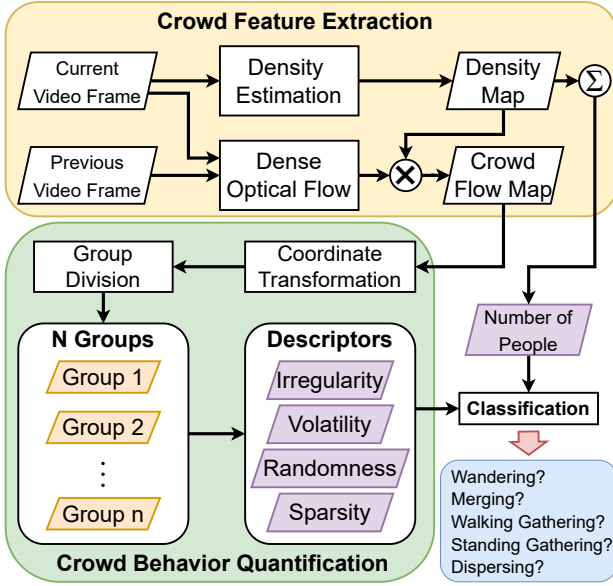 Crowd Feature Extraction
Current
Video Frame
Density
Estimation
Density
Map
Σ
Previous
Video Frame
Dense
Optical Flow
×
Crowd
Flow Map
Group
Division
Coordinate
Transformation
N Groups
Group 1
Group 2
⋮
Group n
Descriptors
Irregularity
Volatility
Randomness
Sparsity
Number of
People
Classification
Wandering?
Merging?
Walking Gathering?
Standing Gathering?
Dispersing?
Crowd Behavior Quantification